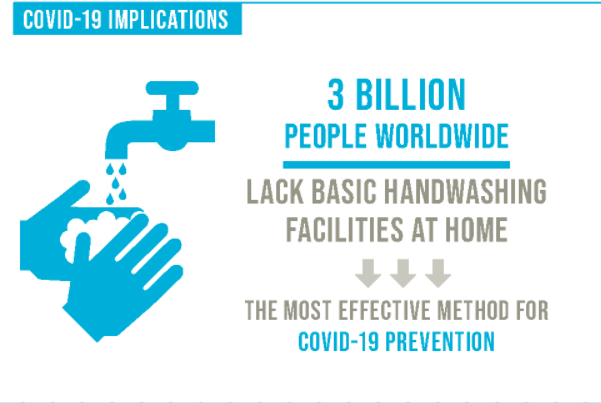 COVID-19 IMPLICATIONS
3 BILLION
PEOPLE WORLDWIDE
LACK BASIC HANDWASHING
FACILITIES AT HOME
THE MOST EFFECTIVE METHOD FOR
COVID-19 PREVENTION